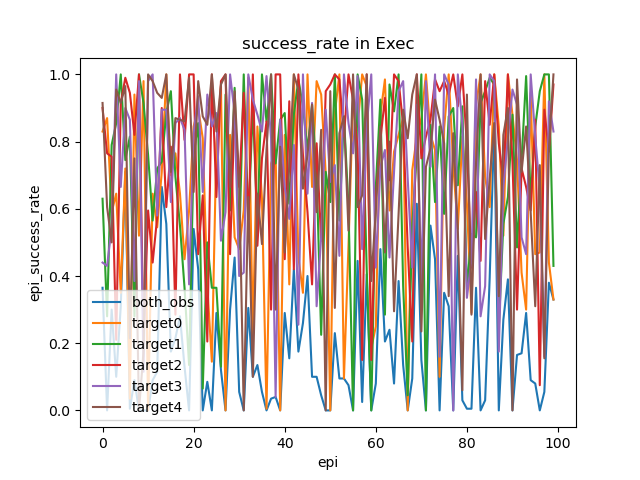 success_rate in Exec
epi_success_rate
1.0
0.8
0.6
0.4
0.2
0.0
both_obs
target0
target1
target2
target3
target4
0 20 40 60 80 100
epi